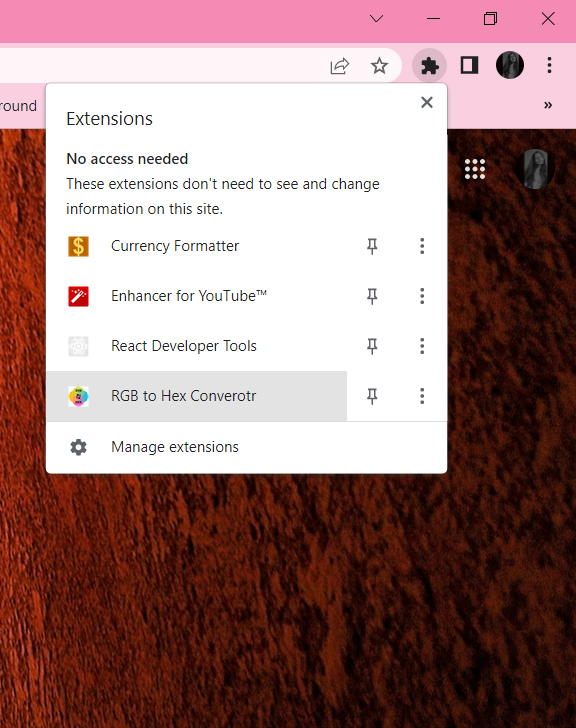 round
»
Extensions
No access needed
These extensions don't need to see and change
information on this site.
Currency Formatter
Enhancer for YouTube™
React Developer Tools
RGB to Hex Converotr
Manage extensions